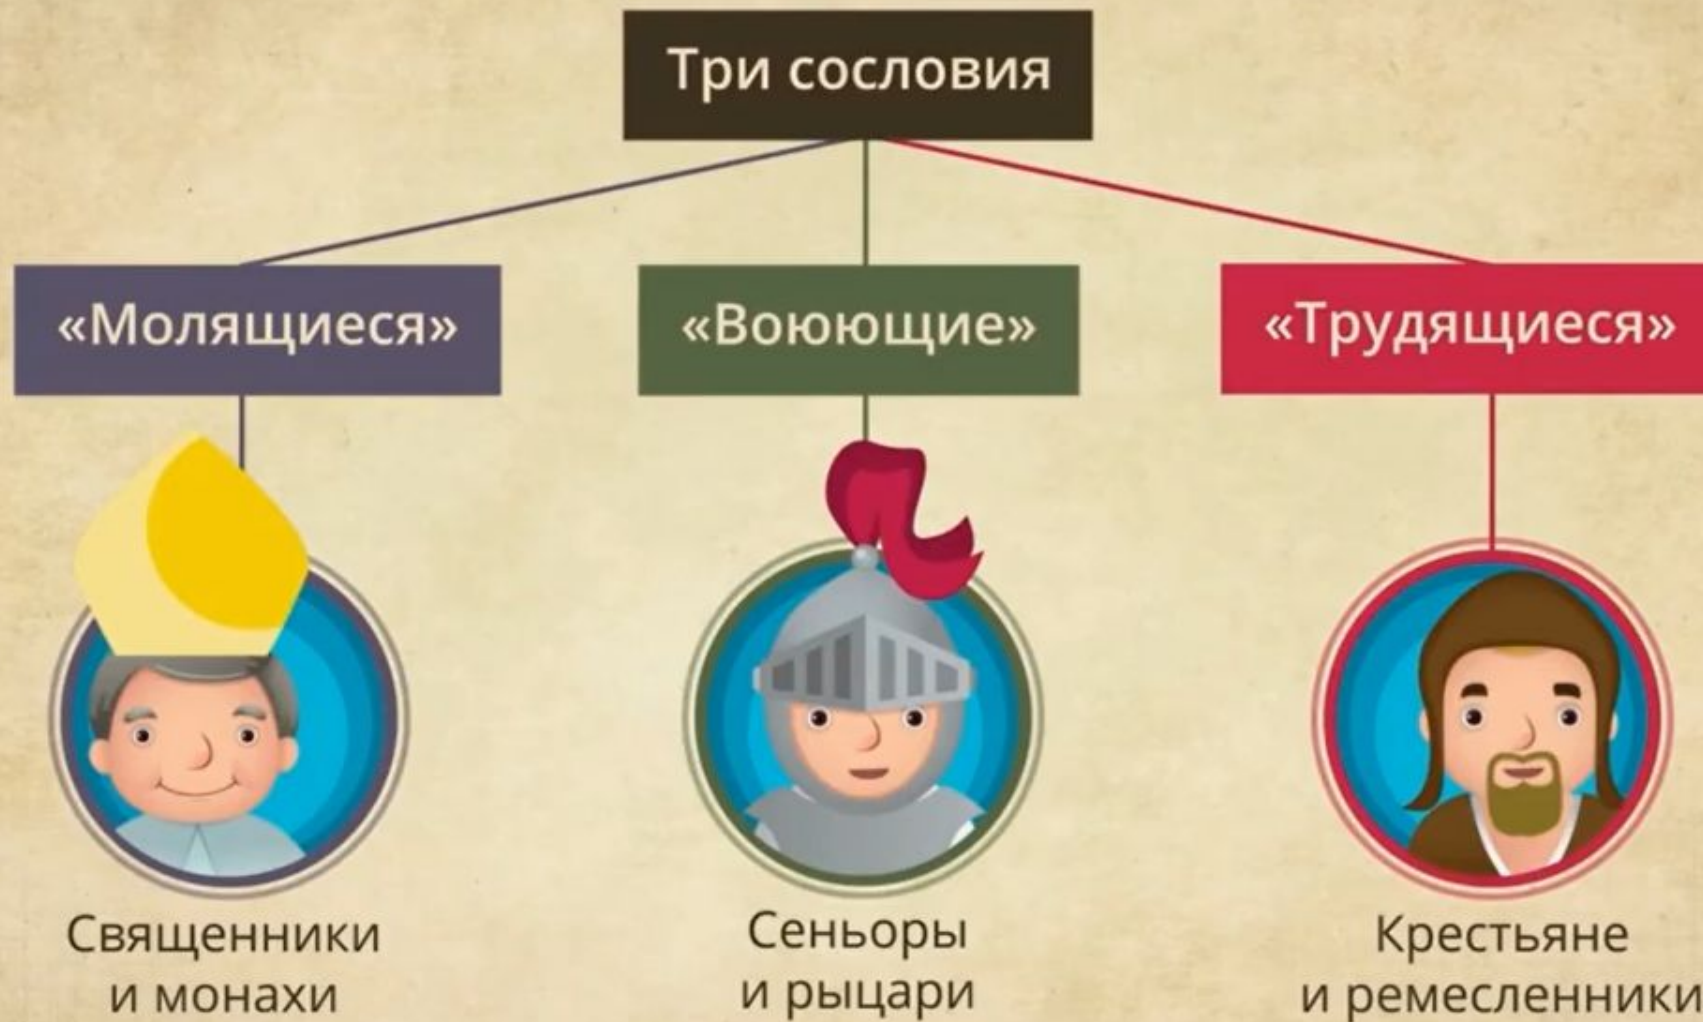 Три сословия
«Молящиеся»
«Воюющие»
«Трудящиеся»
Священники
и монахи
Сеньоры
и рыцари
Крестьяне
и ремесленники